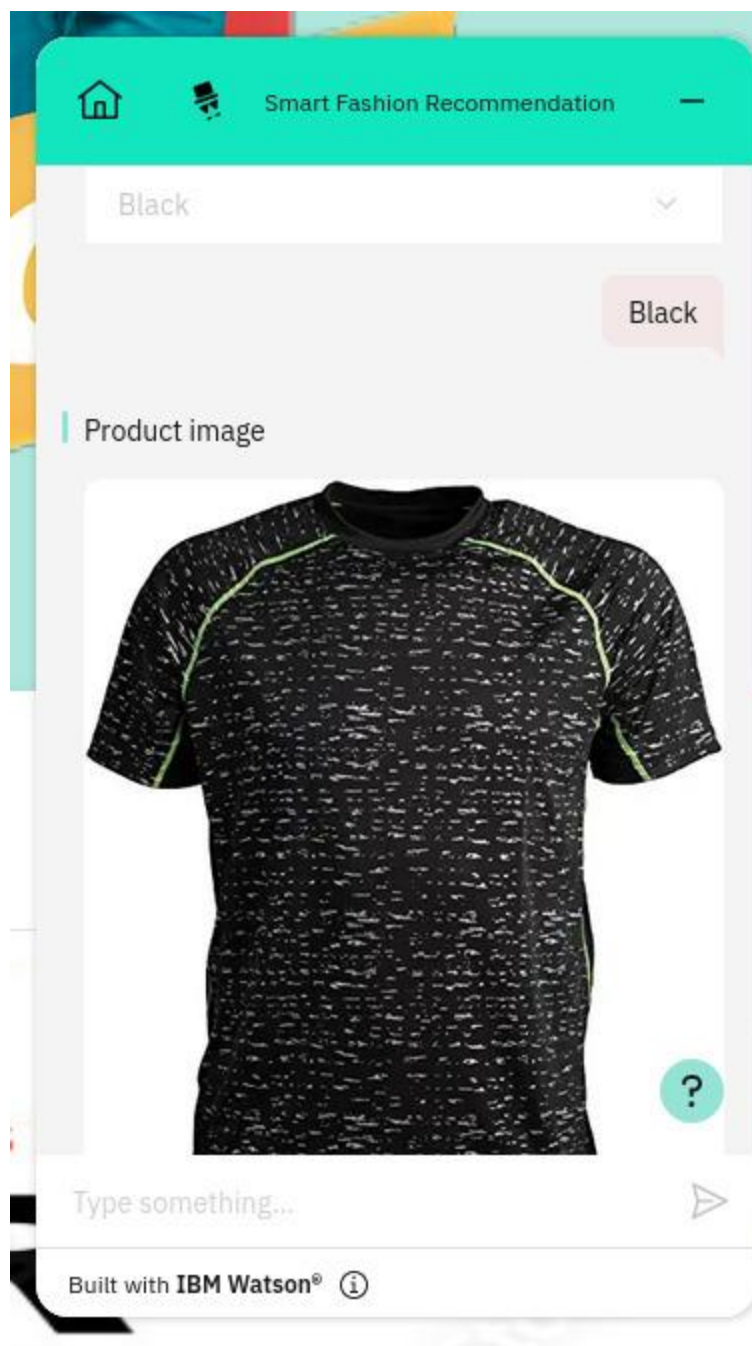 Smart Fashion Recommendation
Black
Black
Product image
?
Type something...
Built with IBM Watson®